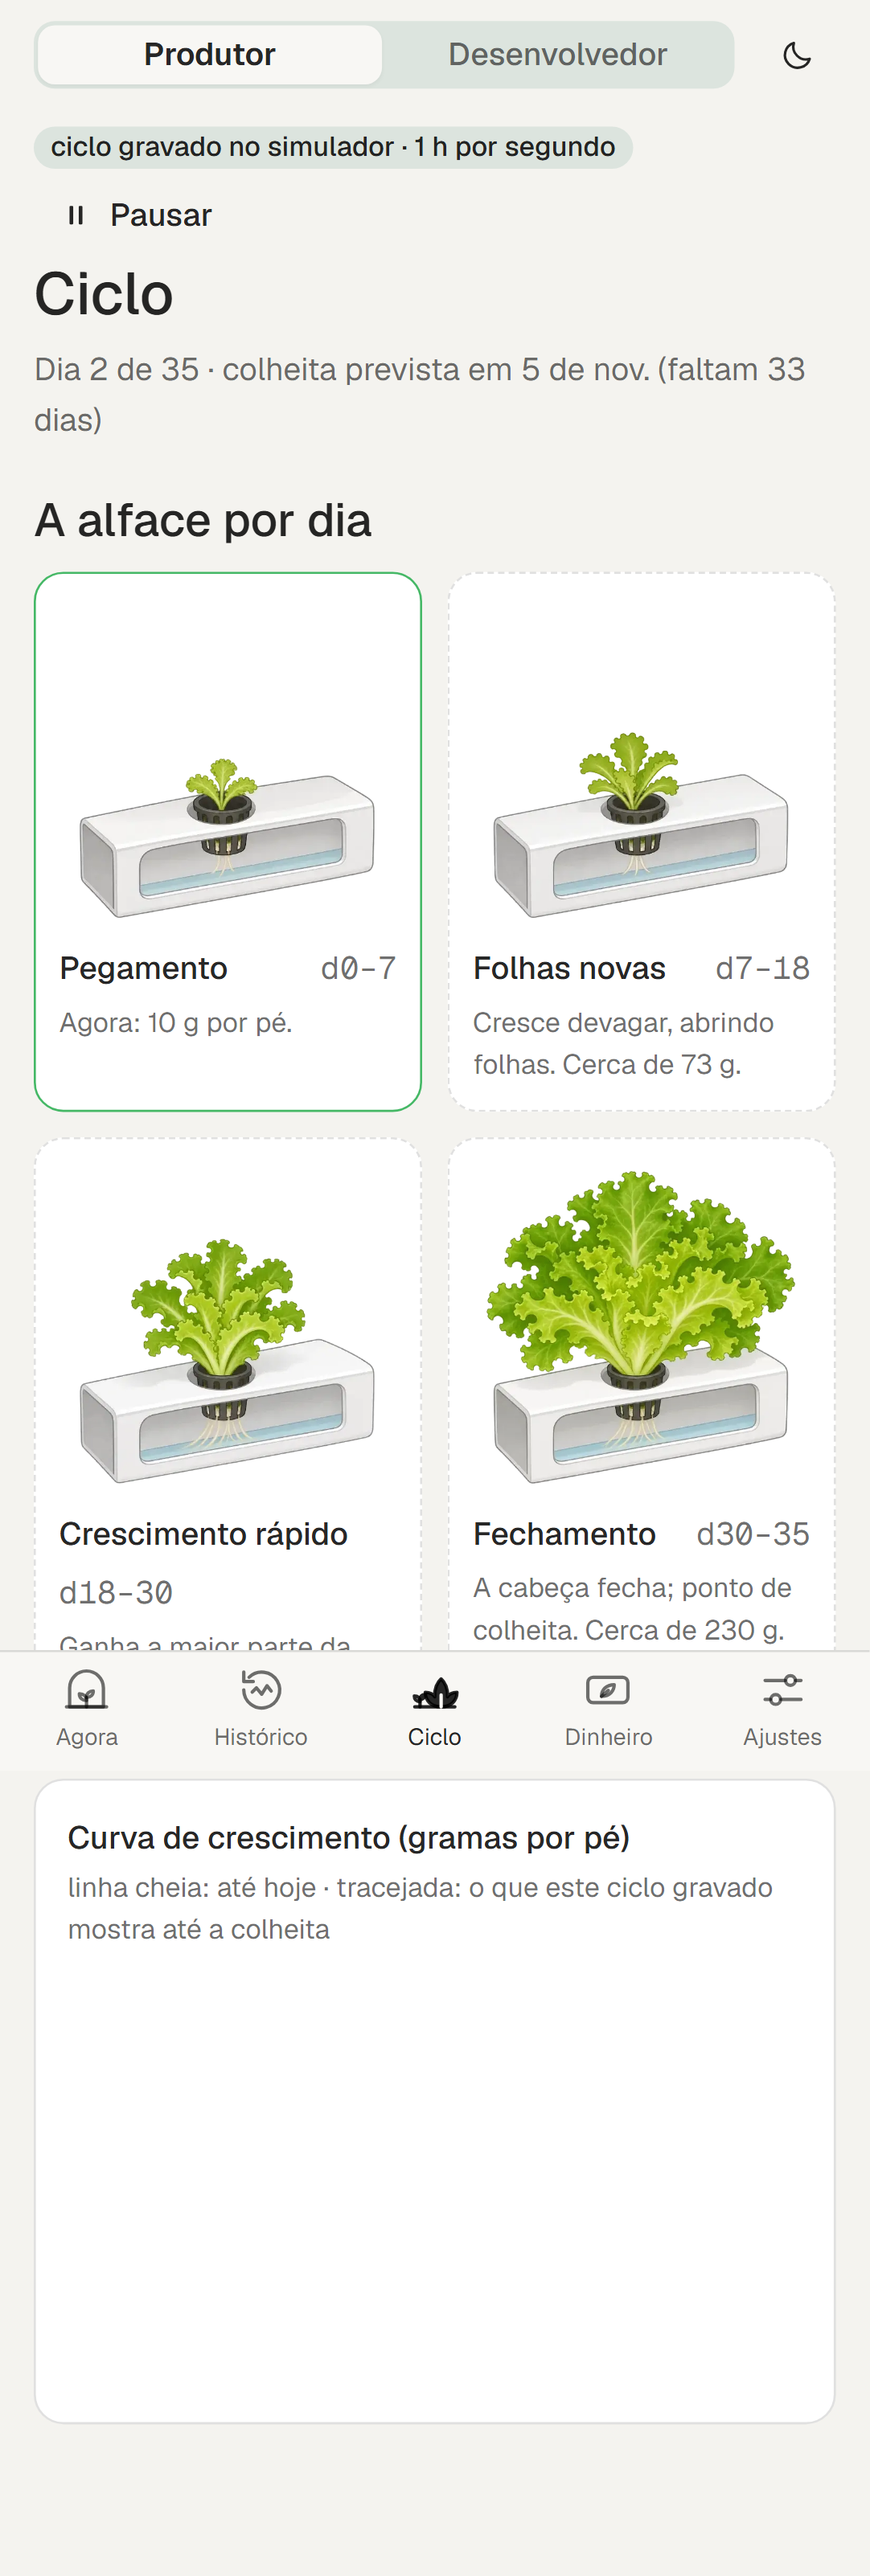 Produtor
Desenvolvedor
ciclo gravado no simulador · 1 h por segundo
Pausar
Ciclo
Dia 2 de 35 · colheita prevista em 5 de nov. (faltam 33
dias)
A alface por dia
Pegamento d0–7
Agora: 10 g por pé.
Folhas novas d7–18
Cresce devagar, abrindo
folhas. Cerca de 73 g.
Crescimento rápido
d18–30
Ganha a maior parte da
Fechamento d30–35
A cabeça fecha; ponto de
colheita. Cerca de 230 g.
Agora
Histórico
Ciclo
Dinheiro
Ajustes
Curva de crescimento (gramas por pé)
linha cheia: até hoje · tracejada: o que este ciclo gravado
mostra até a colheita